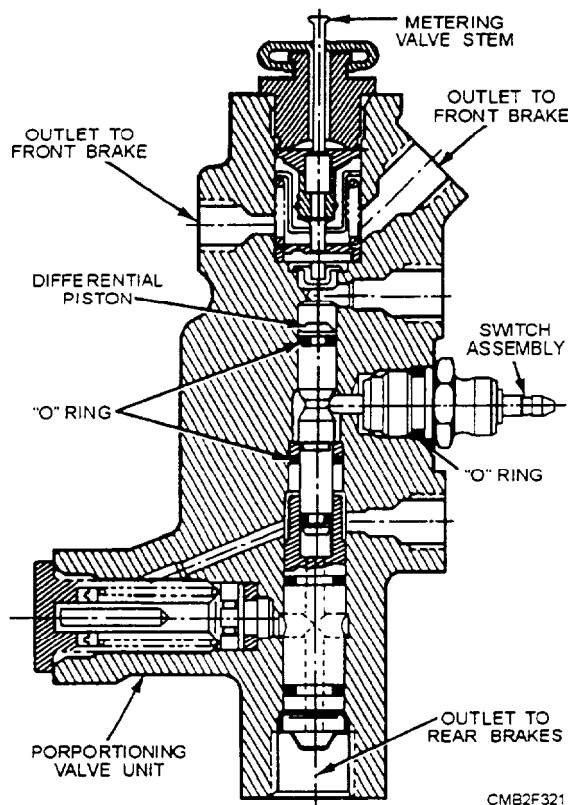 METERING
VALVE STEM
OUTLET TO
FRONT BRAKE
OUTLET TO
FRONT BRAKE
DIFFERENTIAL
PISTON
SWITCH
ASSEMBLY
"O" RING
"O" RING
PORPORTIONING
VALVE UNIT
OUTLET TO
REAR BRAKES
CMB2F321